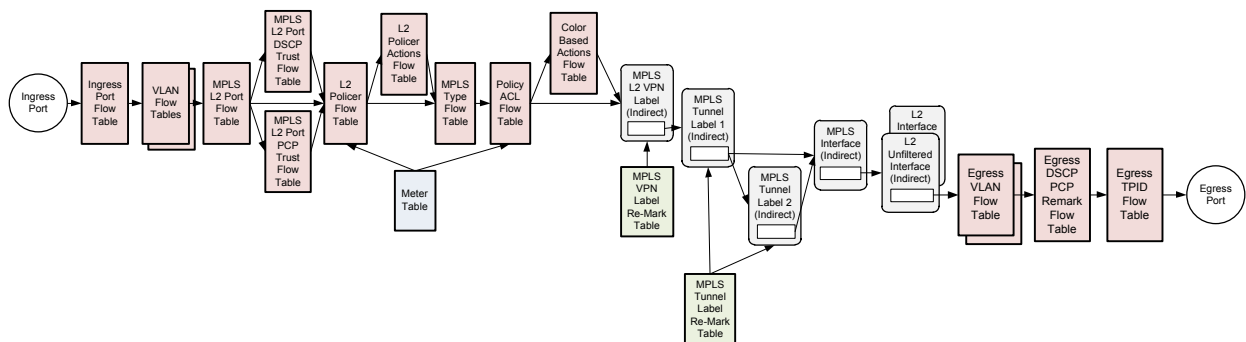 Ingress
Port
Ingress
Port
Flow
Table
VLAN
Flow
Tables
MPLS
L2 Port
Flow
Table
MPLS
L2 Port
DSCP
Trust
Flow
Table
MPLS
L2 Port
PCP
Trust
Flow
Table
L2
Policer
Flow
Table
L2
Policer
Actions
Flow
Table
MPLS
Type
Flow
Table
Meter
Table
Policy
ACL
Flow
Table
Color
Based
Actions
Flow
Table
MPLS
L2 VPN
Label
(Indirect)
MPLS
VPN
Label
Re-Mark
Table
MPLS
Tunnel
Label 1
(Indirect)
MPLS
Tunnel
Label 2
(Indirect)
MPLS
Tunnel
Label
Re-Mark
Table
MPLS
Interface
(Indirect)
L2
Interface
L2
Unfiltered
Interface
(Indirect)
Egress
VLAN
Flow
Table
Egress
DSCP
PCP
Remark
Flow
Table
Egress
TPID
Flow
Table
Egress
Port